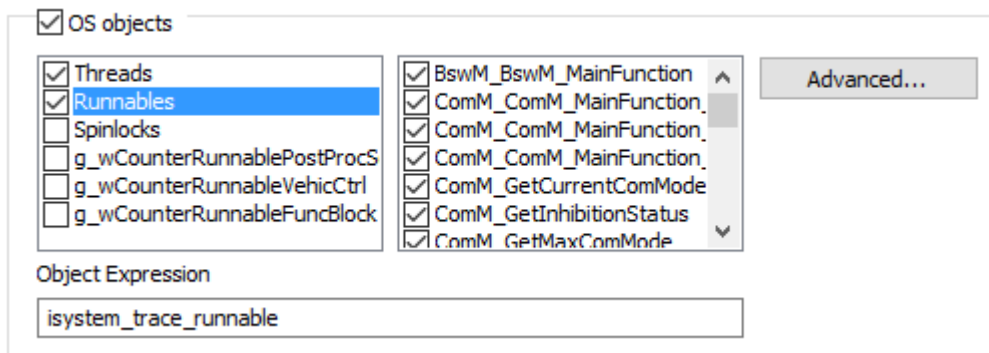 OS objects
Threads
Runnables
Spinlocks
g_wCounterRunnablePostProcS
g_wCounterRunnableVehicCtrl
g_wCounterRunnableFuncBlock
BswM_BswM_MainFunction
ComM_ComM_MainFunction_
ComM_ComM_MainFunction_
ComM_ComM_MainFunction_
ComM_GetCurrentComMode
ComM_GetInhibitionStatus
ComM_GetMaxComMode
Advanced...
Object Expression
isystem_trace_runnable